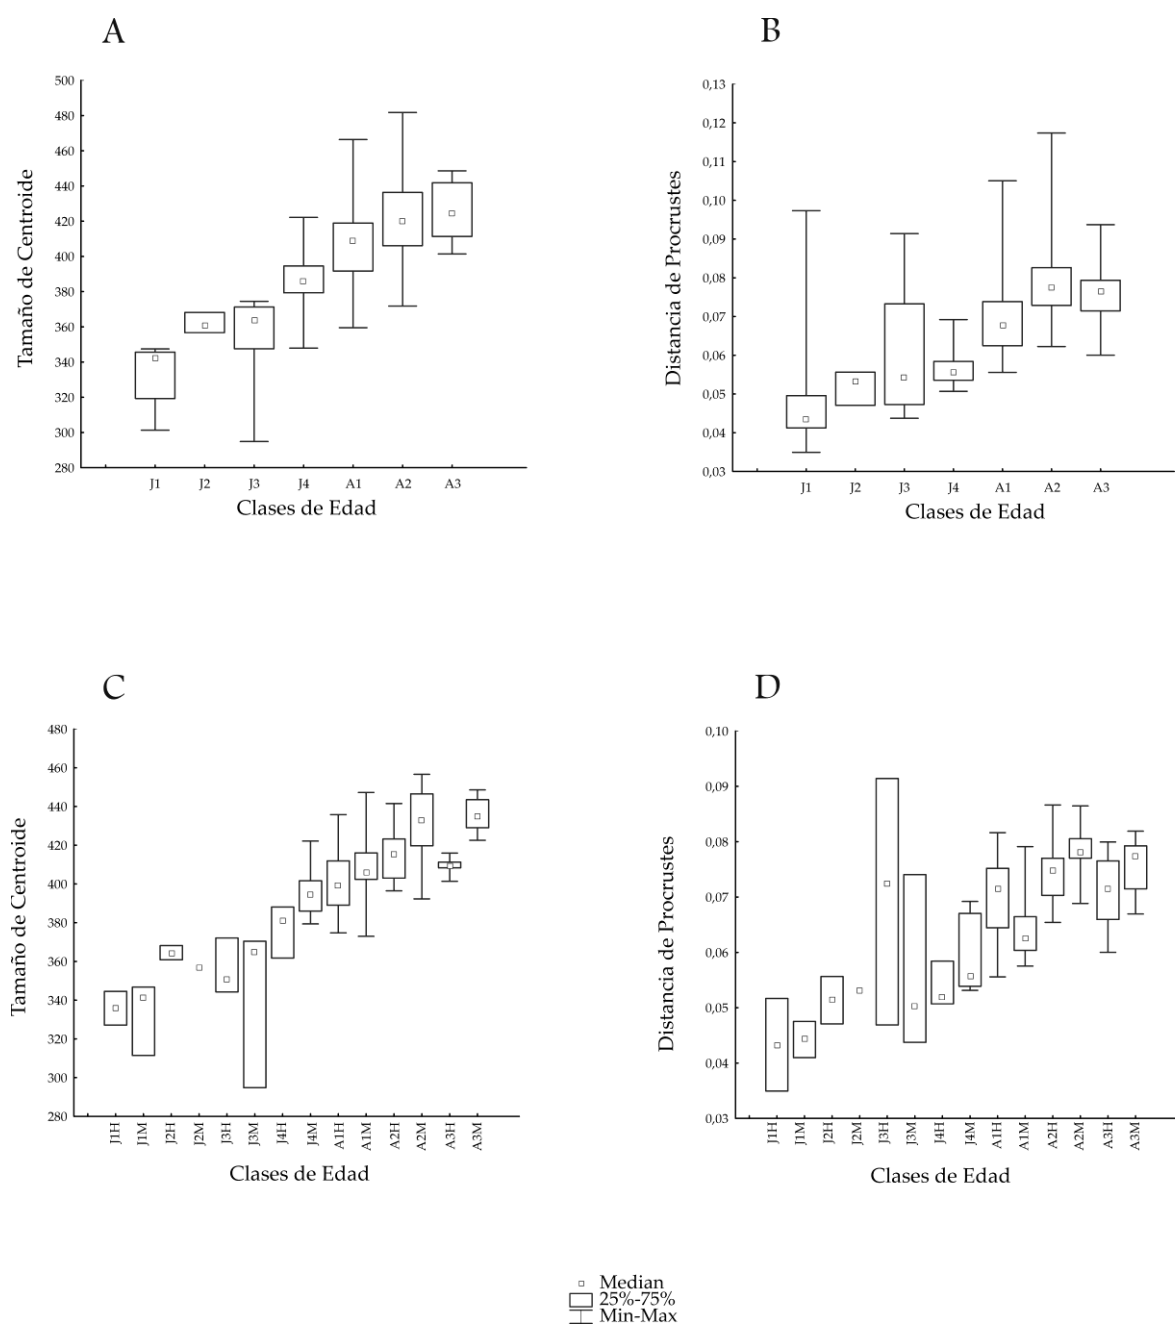 A
B
Tamaño de Centroide
500
480
460
440
420
400
380
360
340
320
300
280
J1 J2 J3 J4 A1 A2 A3
Clases de Edad
Distancia de Procrustes
0,13
0,12
0,11
0,10
0,09
0,08
0,07
0,06
0,05
0,04
0,03
J1 J2 J3 J4 A1 A2 A3
Clases de Edad
C
D
Tamaño de Centroide
480
460
440
420
400
380
360
340
320
300
280
J1H J1M J2H J2M J3H J3M J4H J4M A1H A1M A2H A2M A3H A3M
Clases de Edad
Distancia de Procrustes
0,10
0,09
0,08
0,07
0,06
0,05
0,04
0,03
J1H J1M J2H J2M J3H J3M J4H J4M A1H A1M A2H A2M A3H A3M
Clases de Edad
Median
25%-75%
Min-Max